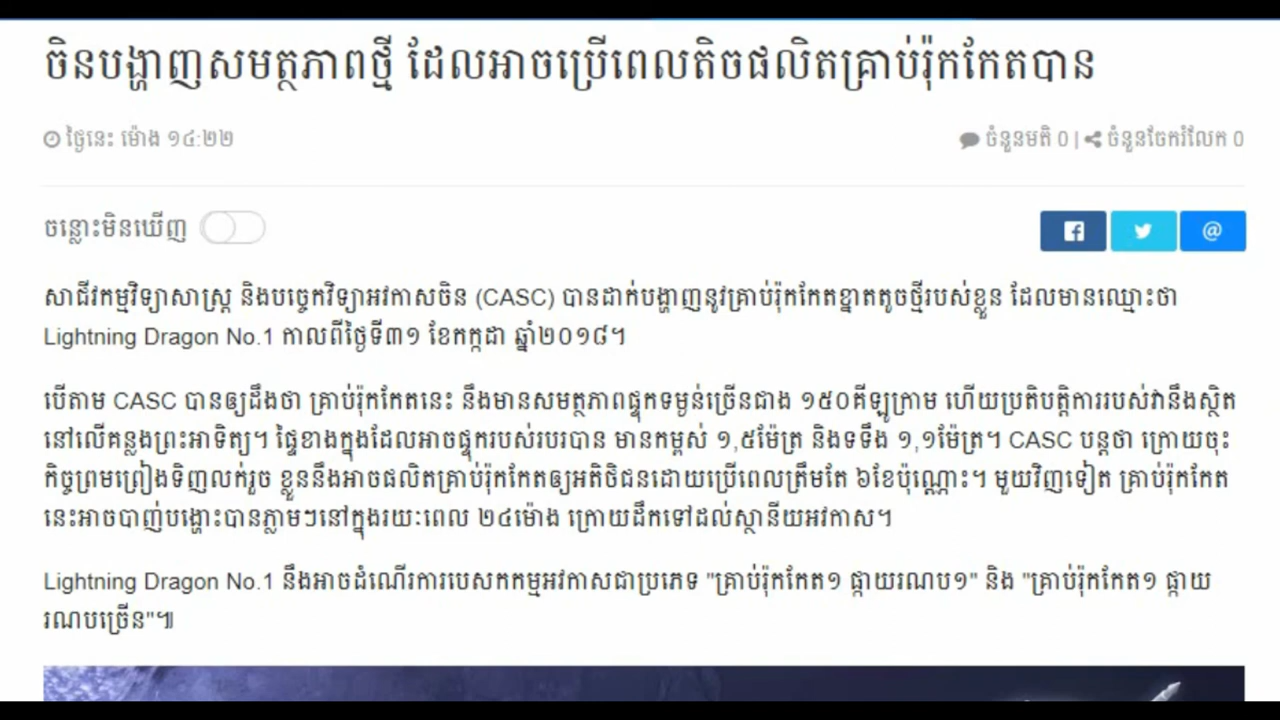 ចិនបង្ហាញសមត្ថភាពថ្មី ដែលអាចប្រើពេលតិចផលិតគ្រាប់រ៉ុកកែតបាន
ថ្ងៃនេះ ម៉ោង ១៤:២២
ចំនួនមតិ 0 | ចំនួនចែករំលែក 0
ចន្លោះមិនឃើញ
សាជីវកម្មវិទ្យាសាស្ត្រ និងបច្ចេកវិទ្យាអវកាសចិន (CASC) បានដាក់បង្ហាញនូវគ្រាប់រ៉ុកកែតខ្នាតតូចថ្មីរបស់ខ្លួន ដែលមានឈ្មោះថា
Lightning Dragon No.1 កាលពីថ្ងៃទី៣១ ខែកក្កដា ឆ្នាំ២០១៨។
បើតាម CASC បានឲ្យដឹងថា គ្រាប់រ៉ុកកែតនេះ នឹងមានសមត្ថភាពផ្ទុកទម្ងន់ច្រើនជាង ១៥០គីឡូក្រាម ហើយប្រតិបត្តិការរបស់វានឹងស្ថិត
នៅលើគន្លងព្រះអាទិត្យ។ ផ្ទៃខាងក្នុងដែលអាចផ្ទុករបស់របរបាន មានកម្ពស់ ១,៥ម៉ែត្រ និងទទឹង ១,១ម៉ែត្រ។ CASC បន្តថា ក្រោយចុះ
កិច្ចព្រមព្រៀងទិញលក់រួច ខ្លួននឹងអាចផលិតគ្រាប់រ៉ុកកែតឲ្យអតិថិជនដោយប្រើពេលត្រឹមតែ ៦ខែប៉ុណ្ណោះ។ មួយវិញទៀត គ្រាប់រ៉ុកកែត
នេះអាចបាញ់បង្ហោះបានភ្លាមៗនៅក្នុងរយៈពេល ២៤ម៉ោង ក្រោយដឹកទៅដល់ស្ថានីយអវកាស។
Lightning Dragon No.1 នឹងអាចដំណើរការបេសកកម្មអវកាសជាប្រភេទ "គ្រាប់រ៉ុកកែត១ ផ្កាយរណប១" និង "គ្រាប់រ៉ុកកែត១ ផ្កាយ
រណបច្រើន"៕